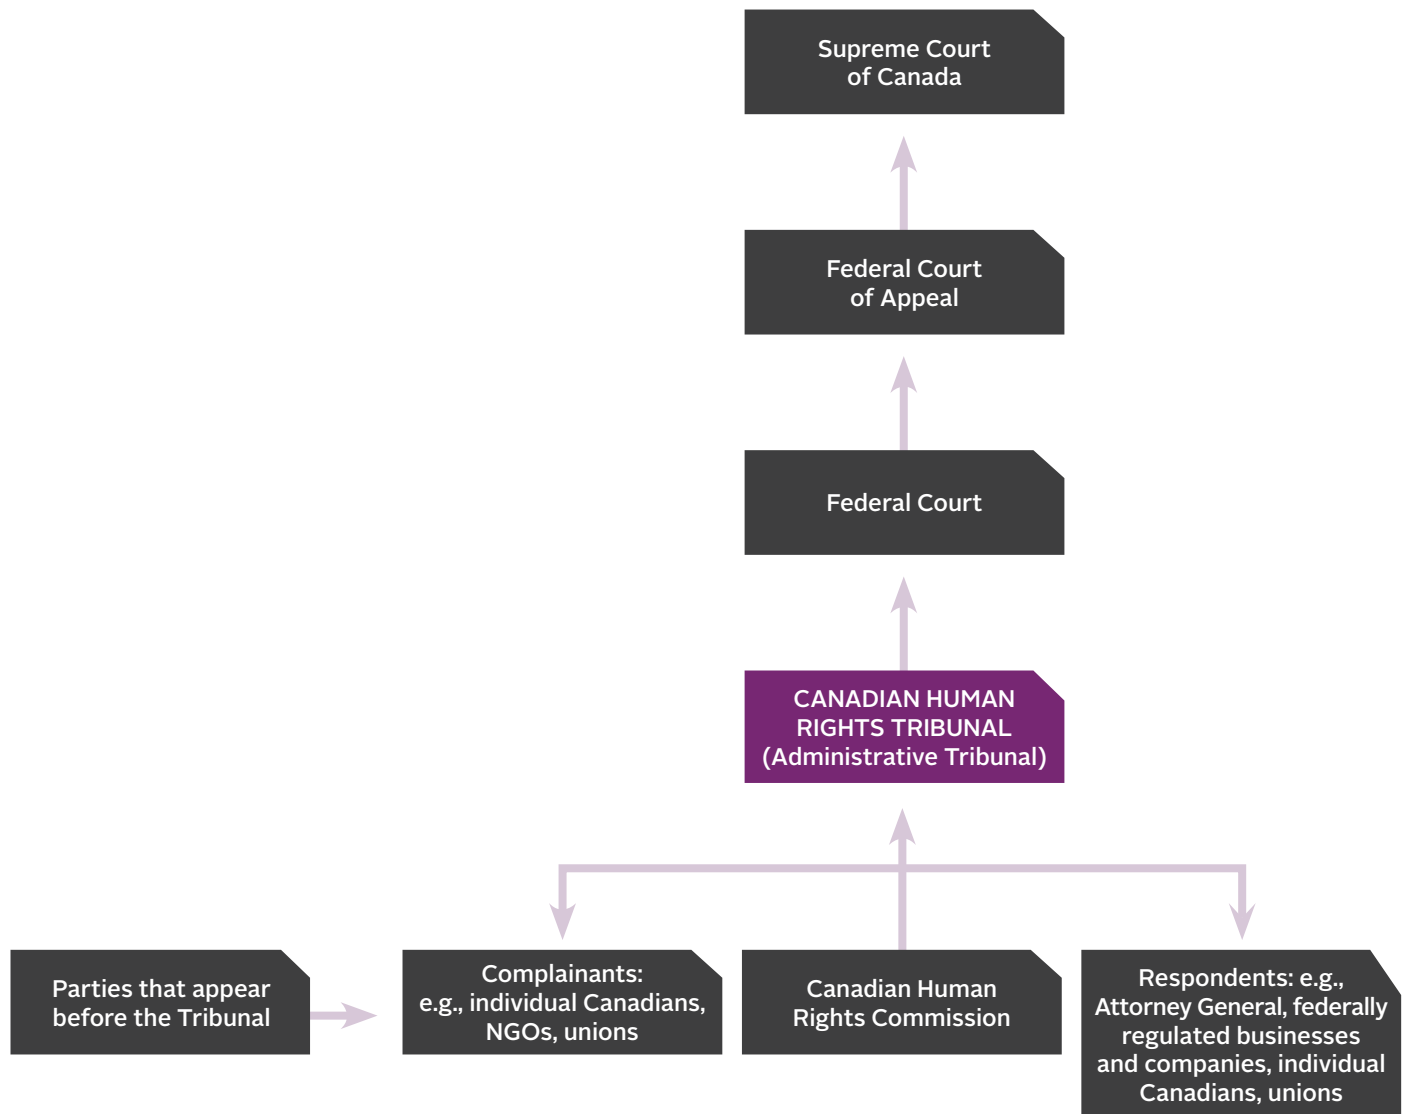 Supreme Court
of Canada
Federal Court
of Appeal
Federal Court
CANADIAN HUMAN
RIGHTS TRIBUNAL
(Administrative Tribunal)
Parties that appear
before the Tribunal
Complainants:
e.g., individual Canadians,
NGOs, unions
Canadian Human
Rights Commission
Respondents: e.g.,
Attorney General, federally
regulated businesses
and companies, individual
Canadians, unions